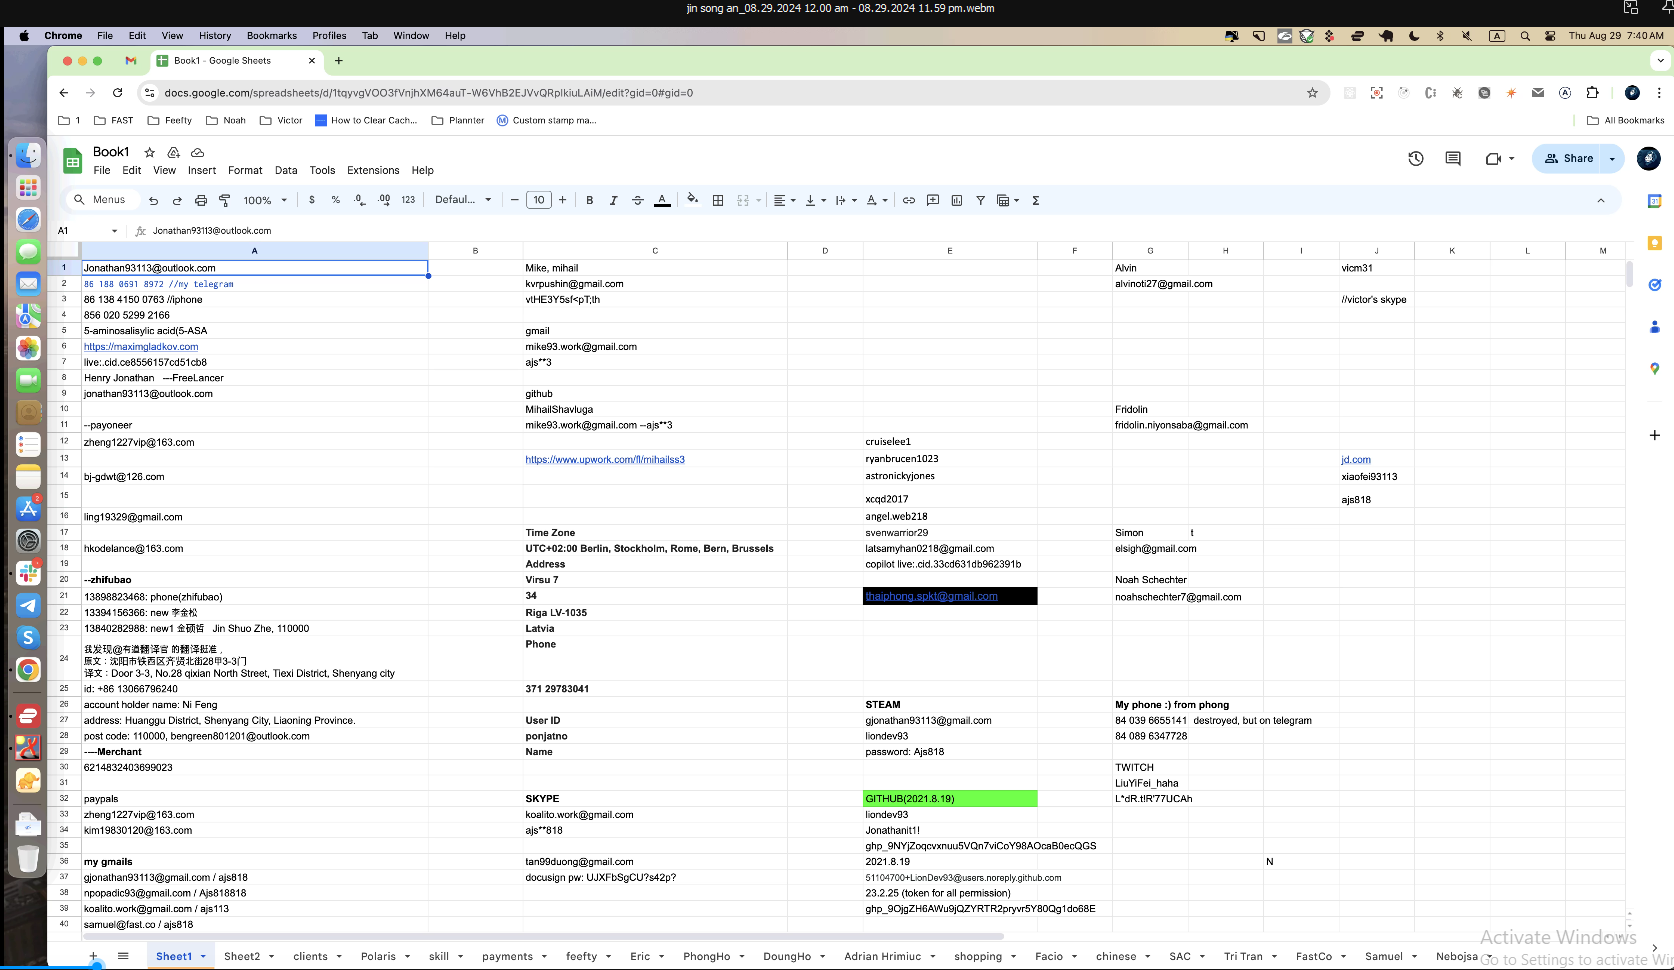 jin song an_08.29.2024 12.00 am - 08.29.2024 11.59 pm.webm
Chrome File Edit View History Bookmarks Profiles Tab Window Help
A
Thu Aug 29 7:40 AM
Book1 - Google Sheets
docs.google.com/spreadsheets/d/1tqyvgVOO3fVnjhXM64auT-W6VhB2EJVvQRplkiuLAiM/edit?gid=0#gid=0
1 FAST Feefty Noah Victor How to Clear Cach... Plannter Custom stamp ma... All Bookmarks
Book1
File Edit View Insert Format Data Tools Extensions Help
Share
Menus 100% $ % .0 .00 123 Defaul... 10 B I A
A1 Jonathan93113@outlook.com
A B C D E F G H I J K L M
1 Jonathan93113@outlook.com Mike, mihail Alvin vicm31
2 86 188 0691 8972 //my telegram kvrpushin@gmail.com alvinoti27@gmail.com
3 86 138 4150 0763 //iphone vtHE3Y5sf<pT;th //victor's skype
4 856 020 5299 2166
5 5-aminosalisylic acid(5-ASA gmail
6 https://maximgladkov.com mike93.work@gmail.com
7 live:.cid.ce8556157cd51cb8 ajs**3
8 Henry Jonathan ---FreeLancer
9 jonathan93113@outlook.com github
10 MihailShavluga Fridolin
11 --payoneer mike93.work@gmail.com --ajs**3 fridolin.niyonsaba@gmail.com
12 zheng1227vip@163.com cruiselee1
13 https://www.upwork.com/fl/mihailss3 ryanbrucen1023 jd.com
14 bj-gdwt@126.com astronickyjones xiaofei93113
15 xcqd2017 ajs818
16 ling19329@gmail.com angel.web218
17 Time Zone svenwarrior29 Simon t
18 hkodelance@163.com UTC+02:00 Berlin, Stockholm, Rome, Bern, Brussels latsamyhan0218@gmail.com elsigh@gmail.com
19 Address copilot live:.cid.33cd631db962391b
20 --zhifubao Virsu 7 Noah Schechter
21 13898823468: phone(zhifubao) 34 thaiphong.spkt@gmail.com noahschechter7@gmail.com
22 13394156366: new 李金松 Riga LV-1035
23 13840282988: new1 金硕哲 Jin Shuo Zhe, 110000 Latvia
24 我发现@有道翻译官 的翻译挺准， Phone
原文：沈阳市铁西区齐贤北街28甲3-3门
译文：Door 3-3, No.28 qixian North Street, Tiexi District, Shenyang city
25 id: +86 13066796240 371 29783041
26 account holder name: Ni Feng STEAM My phone :) from phong
27 address: Huanggu District, Shenyang City, Liaoning Province. User ID gjonathan93113@gmail.com 84 039 6655141 destroyed, but on telegram
28 post code: 110000, bengreen801201@outlook.com ponjatno liondev93 84 089 6347728
29 ----Merchant Name password: Ajs818
30 6214832403699023 TWITCH
31 LiuYiFei_haha
32 paypals SKYPE GITHUB(2021.8.19) L*dR.t!R'77UCAh
33 zheng1227vip@163.com koalito.work@gmail.com liondev93
34 kim19830120@163.com ajs**818 Jonathanit1!
35 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
36 my gmails tan99duong@gmail.com 2021.8.19 N
37 gjonathan93113@gmail.com / ajs818 docusign pw: UJXFbSgCU?s42p? 51104700+LionDev93@users.noreply.github.com
38 npopadic93@gmail.com / Ajs818818 23.2.25 (token for all permission)
39 koalito.work@gmail.com / ajs113 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
40 samuel@fast.co / ajs818
Activate Windows
Go to Settings to activate Win
Sheet1 Sheet2 clients Polaris skill payments feefty Eric PhongHo DoungHo Adrian Hrimiuc shopping Facio chinese SAC Tri Tran FastCo Samuel Nebojsa